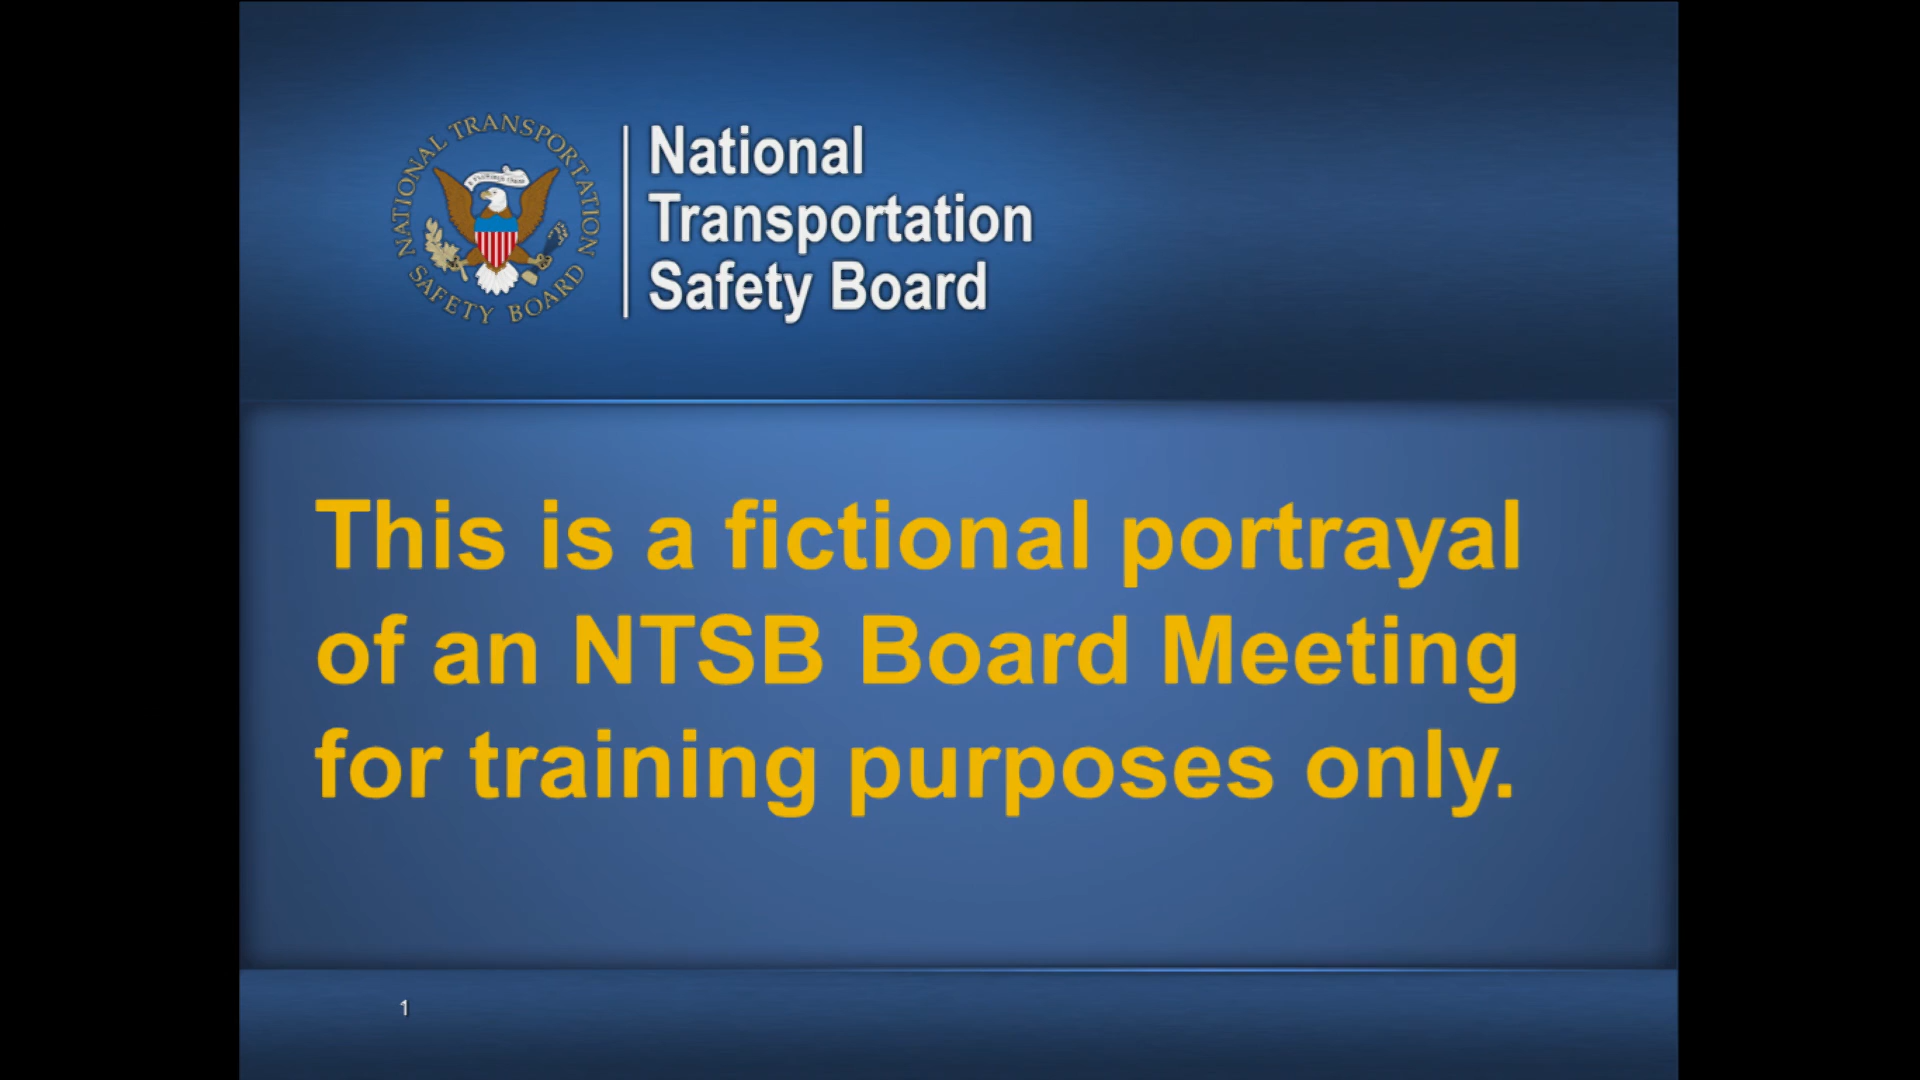 NATIONAL TRANSPORTATION SAFETY BOARD
National
Transportation
Safety Board
This is a fictional portrayal
of an NTSB Board Meeting
for training purposes only.
1